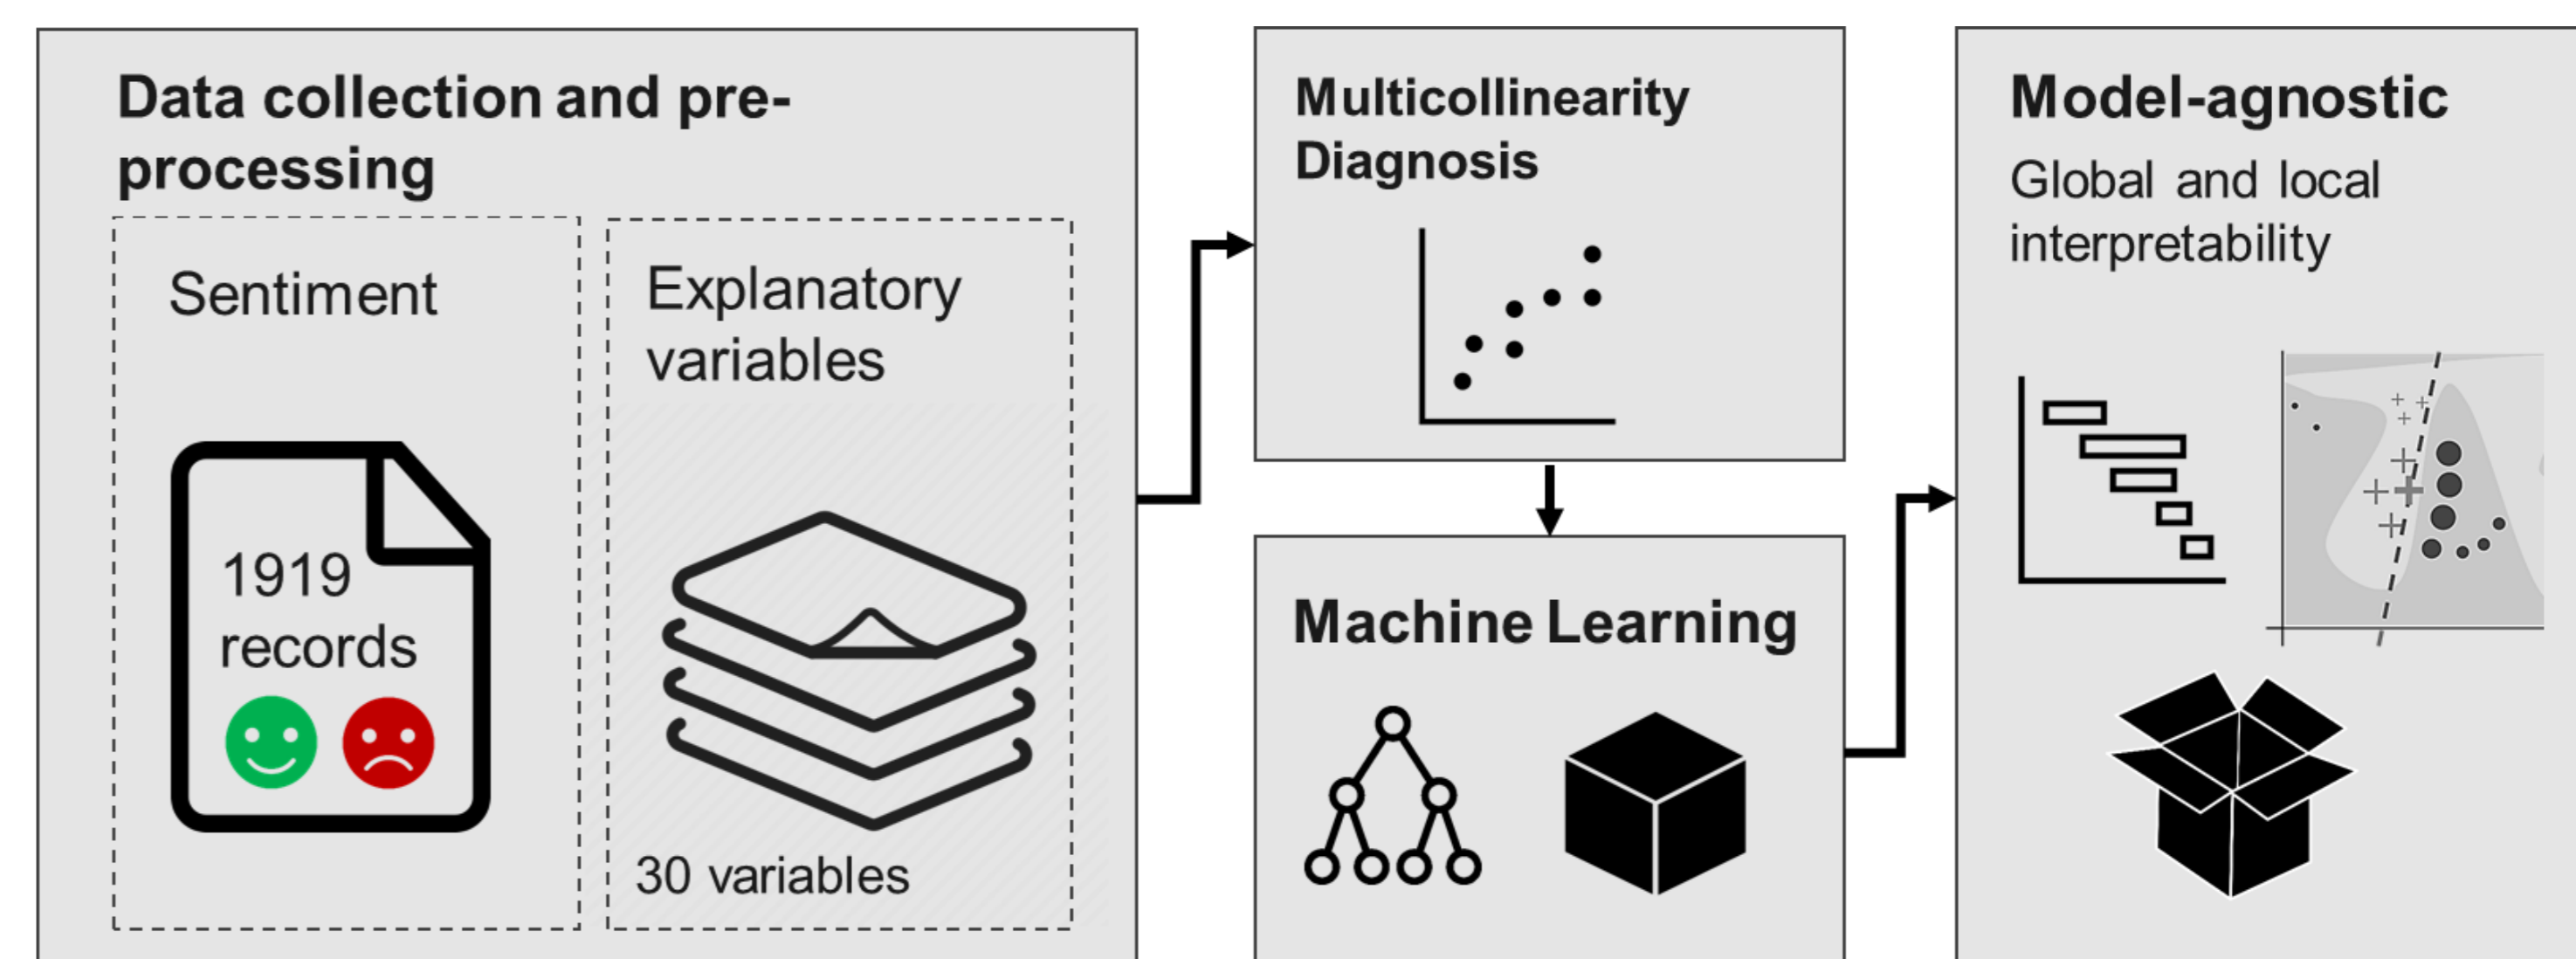 Data collection and pre-
processing
Sentiment
1919
records
Explanatory
variables
30 variables
Multicollinearity
Diagnosis
Machine Learning
Model-agnostic
Global and local
interpretability